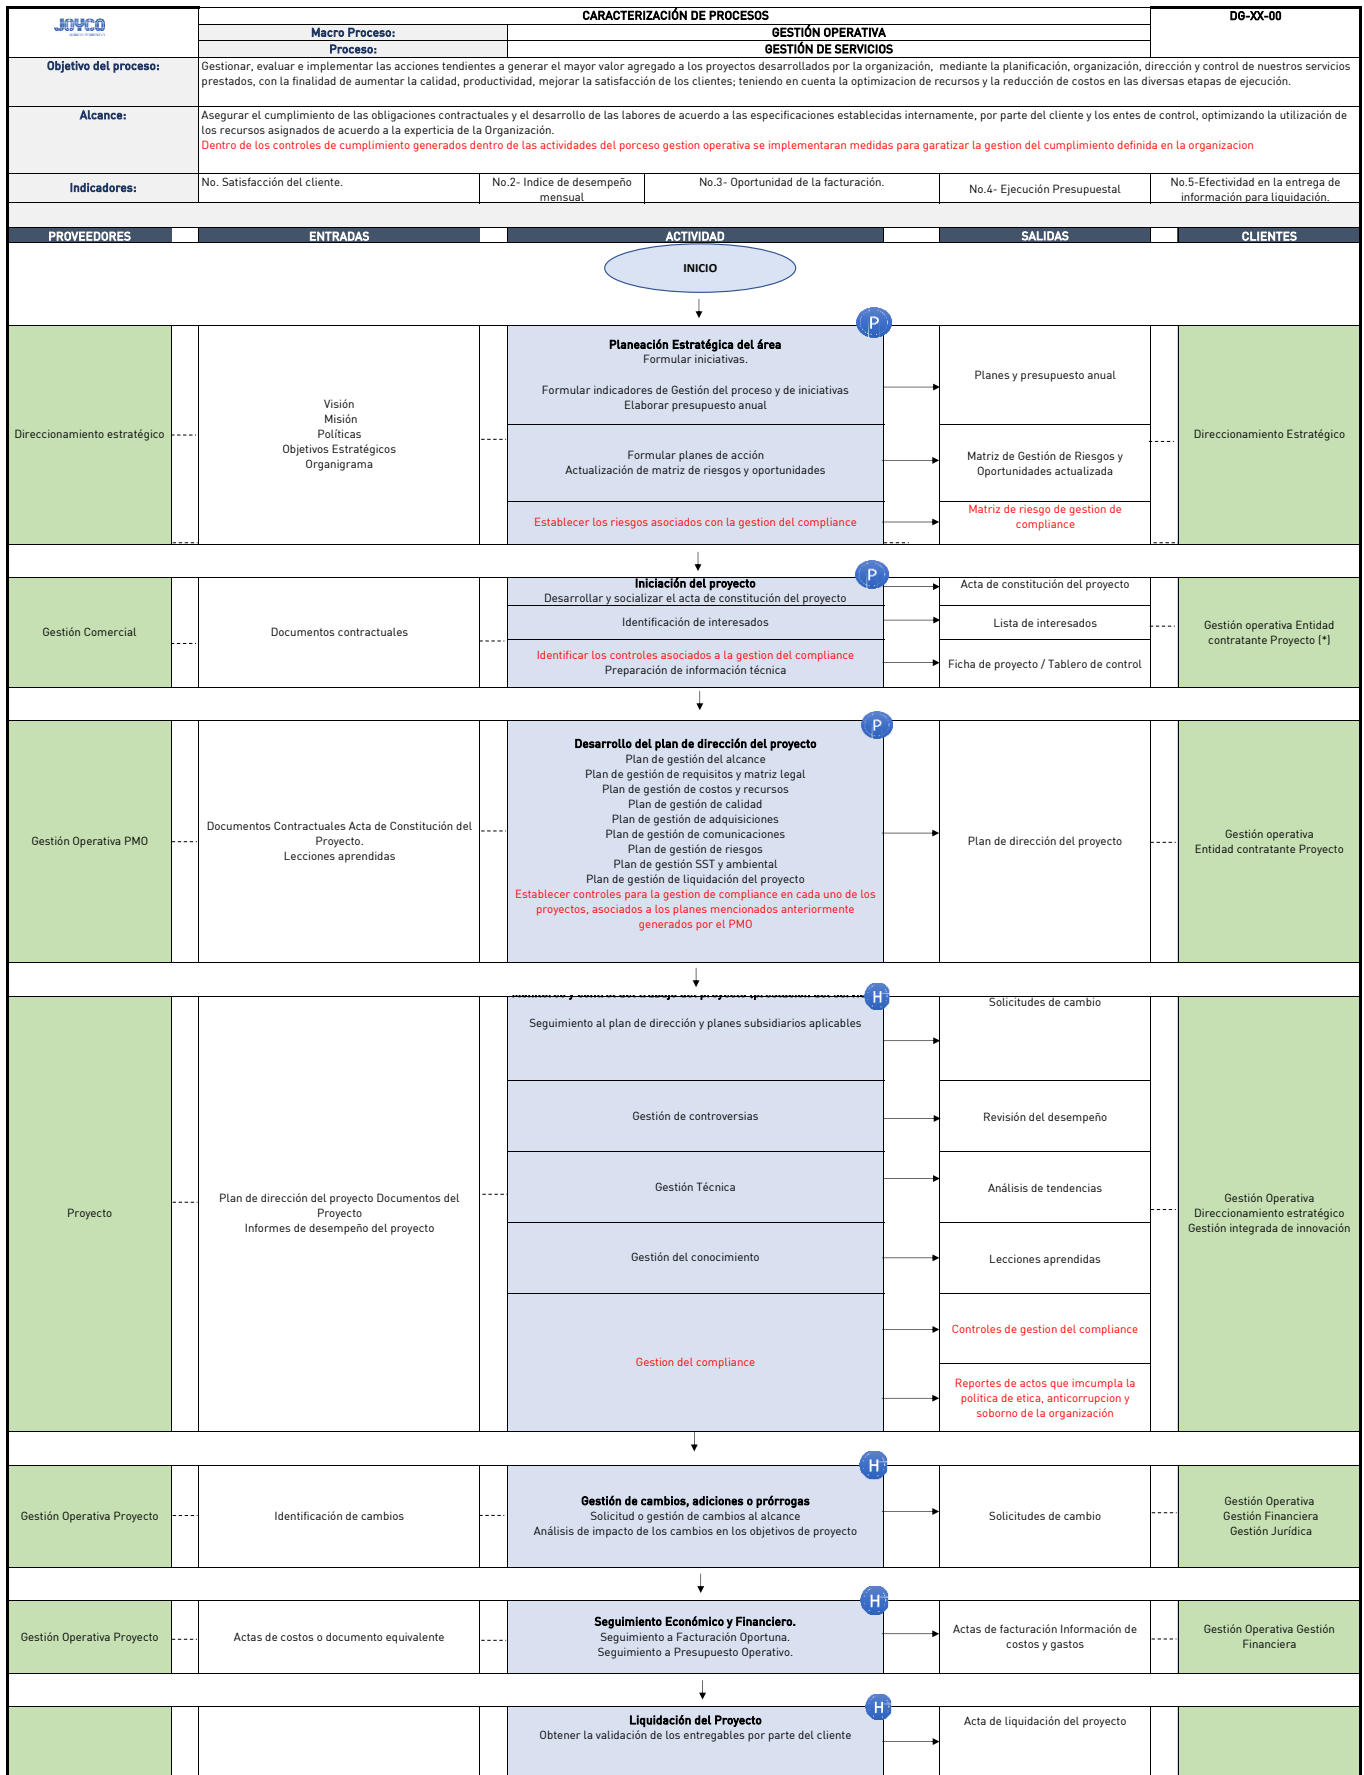 JOYCO
CARACTERIZACIÓN DE PROCESOS
DG-XX-00
Macro Proceso:
GESTIÓN OPERATIVA
Proceso:
GESTIÓN DE SERVICIOS
Objetivo del proceso:
Gestionar, evaluar e implementar las acciones tendientes a generar el mayor valor agregado a los proyectos desarrollados por la organización, mediante la planificación, organización, dirección y control de nuestros servicios
prestados, con la finalidad de aumentar la calidad, productividad, mejorar la satisfacción de los clientes; teniendo en cuenta la optimizacion de recursos y la reducción de costos en las diversas etapas de ejecución.
Alcance:
Asegurar el cumplimiento de las obligaciones contractuales y el desarrollo de las labores de acuerdo a las especificaciones establecidas internamente, por parte del cliente y los entes de control, optimizando la utilización de
los recursos asignados de acuerdo a la experticia de la Organización.
Dentro de los controles de cumplimiento generados dentro de las actividades del porceso gestion operativa se implementaran medidas para garatizar la gestion del cumplimiento definida en la organizacion
Indicadores:
No. Satisfacción del cliente.
No.2- Indice de desempeño
mensual
No.3- Oportunidad de la facturación.
No.4- Ejecución Presupuestal
No.5-Efectividad en la entrega de
información para liquidación.
PROVEEDORES
ENTRADAS
ACTIVIDAD
SALIDAS
CLIENTES
INICIO
P
Direccionamiento estratégico
Visión
Misión
Políticas
Objetivos Estratégicos
Organigrama
Planeación Estratégica del área
Formular iniciativas.
Formular indicadores de Gestión del proceso y de iniciativas
Elaborar presupuesto anual
Formular planes de acción
Actualización de matriz de riesgos y oportunidades
Establecer los riesgos asociados con la gestion del compliance
Planes y presupuesto anual
Matriz de Gestión de Riesgos y
Oportunidades actualizada
Matriz de riesgo de gestion de
compliance
Direccionamiento Estratégico
P
Gestión Comercial
Documentos contractuales
Iniciación del proyecto
Desarrollar y socializar el acta de constitución del proyecto
Identificación de interesados
Identificar los controles asociados a la gestion del compliance
Preparación de información técnica
Acta de constitución del proyecto
Lista de interesados
Ficha de proyecto / Tablero de control
Gestión operativa Entidad
contratante Proyecto (*)
P
Gestión Operativa PMO
Documentos Contractuales Acta de Constitución del
Proyecto.
Lecciones aprendidas
Desarrollo del plan de dirección del proyecto
Plan de gestión del alcance
Plan de gestión de requisitos y matriz legal
Plan de gestión de costos y recursos
Plan de gestión de calidad
Plan de gestión de adquisiciones
Plan de gestión de comunicaciones
Plan de gestión de riesgos
Plan de gestión SST y ambiental
Plan de gestión de liquidación del proyecto
Establecer controles para la gestion de compliance en cada uno de los
proyectos, asociados a los planes mencionados anteriormente
generados por el PMO
Plan de dirección del proyecto
Gestión operativa
Entidad contratante Proyecto
H
Proyecto
Plan de dirección del proyecto Documentos del
Proyecto
Informes de desempeño del proyecto
Monitoreo y control del trabajo del proyecto (prestación del
Seguimiento al plan de dirección y planes subsidiarios aplicables
Gestión de controversias
Gestión Técnica
Gestión del conocimiento
Gestion del compliance
Solicitudes de cambio
Revisión del desempeño
Análisis de tendencias
Lecciones aprendidas
Controles de gestion del compliance
Reportes de actos que imcumpla la
politica de etica, anticorrupcion y
soborno de la organización
Gestión Operativa
Direccionamiento estratégico
Gestión integrada de innovación
H
Gestión Operativa Proyecto
Identificación de cambios
Gestión de cambios, adiciones o prórrogas
Solicitud o gestión de cambios al alcance
Análisis de impacto de los cambios en los objetivos de proyecto
Solicitudes de cambio
Gestión Operativa
Gestión Financiera
Gestión Jurídica
H
Gestión Operativa Proyecto
Actas de costos o documento equivalente
Seguimiento Económico y Financiero.
Seguimiento a Facturación Oportuna.
Seguimiento a Presupuesto Operativo.
Actas de facturación Información de
costos y gastos
Gestión Operativa Gestión
Financiera
H
Liquidación del Proyecto
Obtener la validación de los entregables por parte del cliente
Acta de liquidación del proyecto